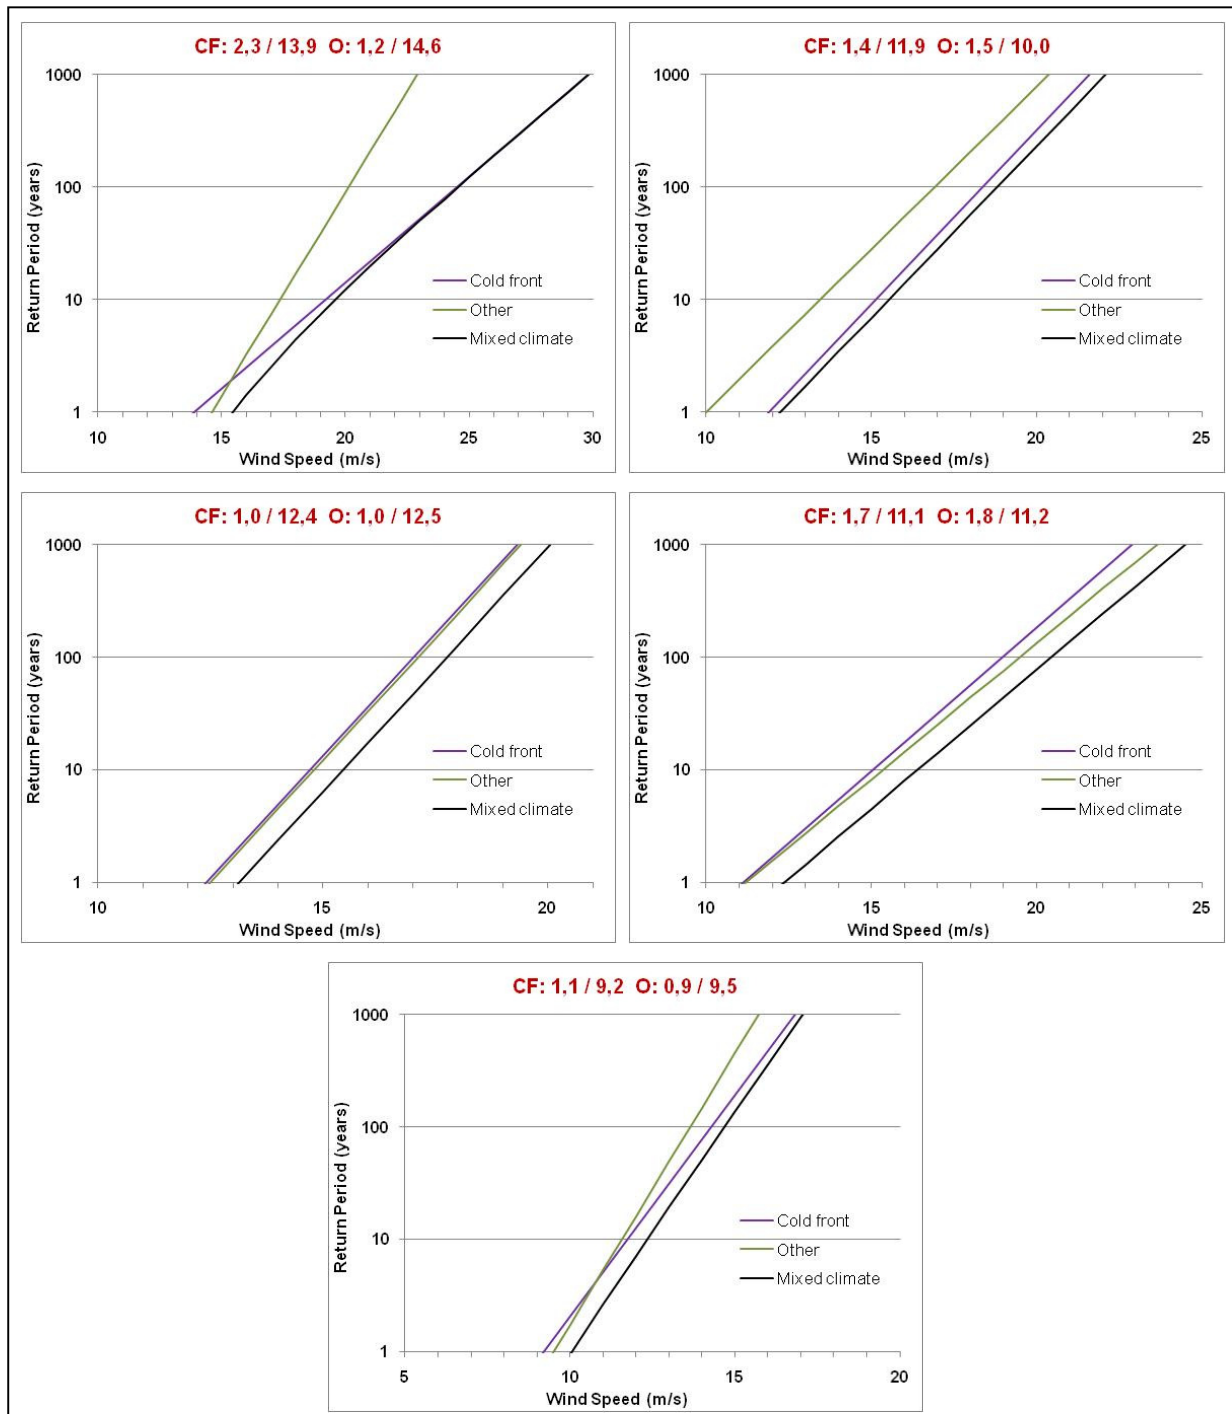 CF: 2,3 / 13,9 O: 1,2 / 14,6
1000
100
10
1
Return Period (years)
Cold front
Other
Mixed climate
10 15 20 25 30
Wind Speed (m/s)
CF: 1,4 / 11,9 O: 1,5 / 10,0
1000
100
10
1
Return Period (years)
Cold front
Other
Mixed climate
10 15 20 25
Wind Speed (m/s)
CF: 1,0 / 12,4 O: 1,0 / 12,5
1000
100
10
1
Return Period (years)
Cold front
Other
Mixed climate
10 15 20
Wind Speed (m/s)
CF: 1,7 / 11,1 O: 1,8 / 11,2
1000
100
10
1
Return Period (years)
Cold front
Other
Mixed climate
10 15 20 25
Wind Speed (m/s)
CF: 1,1 / 9,2 O: 0,9 / 9,5
1000
100
10
1
Return Period (years)
Cold front
Other
Mixed climate
5 10 15 20
Wind Speed (m/s)